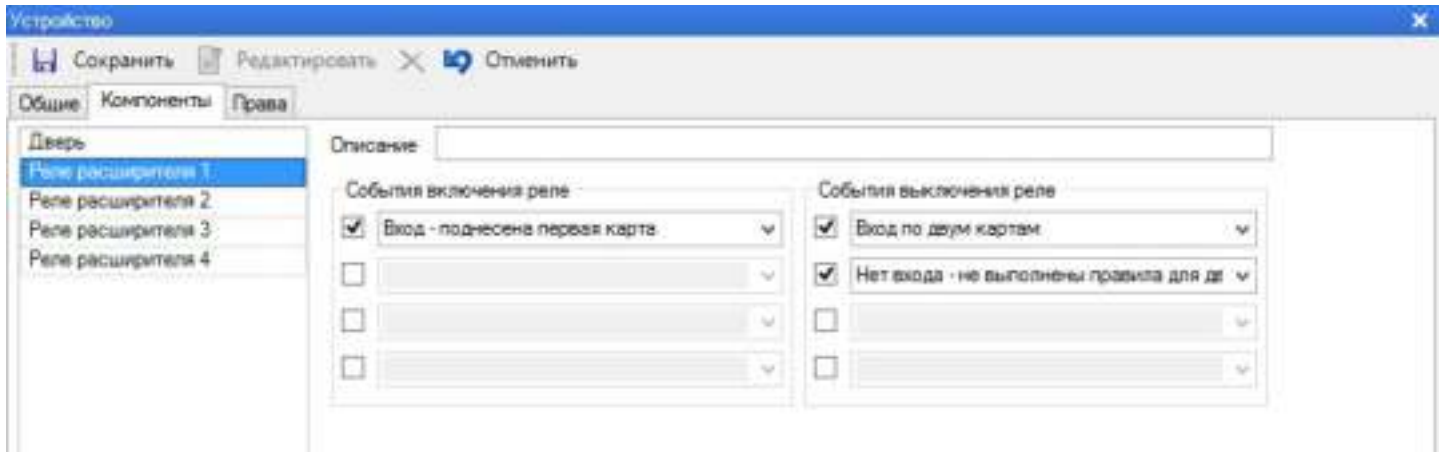 Устройство
Сохранить Редактировать Отменить
Общие Компоненты Права
Дверь
Реле расширителя 1
Реле расширителя 2
Реле расширителя 3
Реле расширителя 4
Описание
События включения реле
Вход - поднесена первая карта
События выключения реле
Вход по двум картам
Нет входа - не выполнены правила для дв